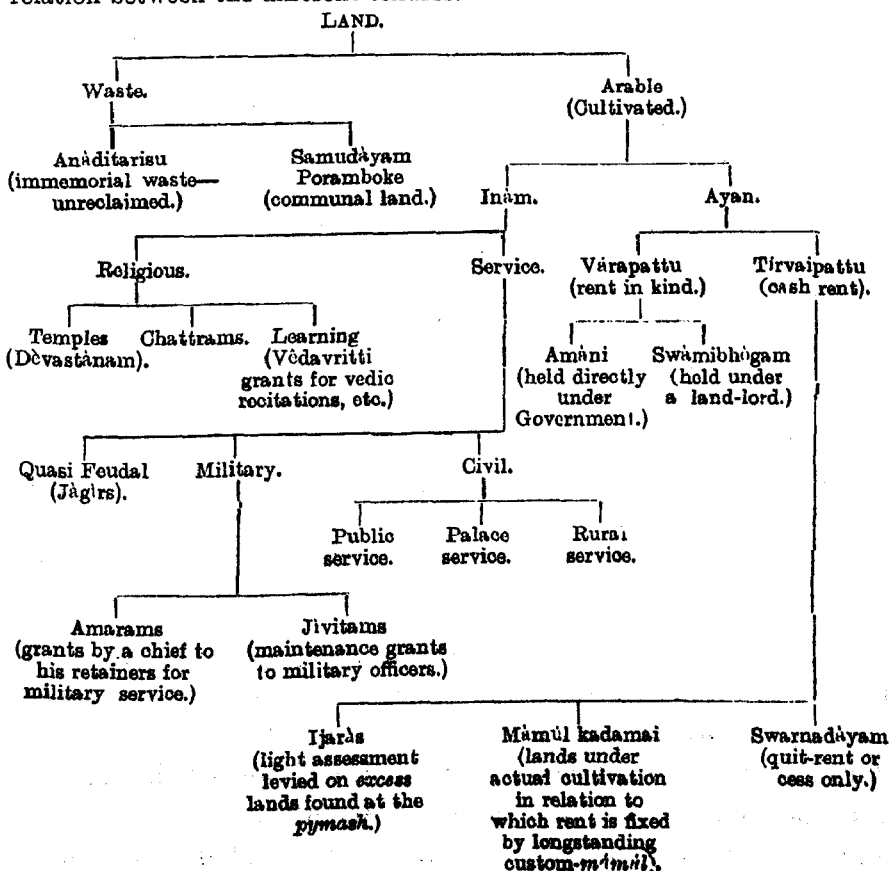 relation between the different tenures.
LAND.
Waste.
Arable
(Cultivated.)
Anàditarisu
(immemorial waste—
unreclaimed.)
Samudàyam
Poramboke
(communal land.)
Inàm.
Ayan.
Religious.
Service.
Vàrapattu
(rent in kind.)
Tírvaipattu
(cash rent).
Temples
(Dèvastànam).
Chattrams.
Learning
(Vèdavritti
grants for vedic
recitations, etc.)
Amàni
(held directly
under
Government.)
Swàmibhògam
(held under
a land-lord.)
Quasi Feudal
(Jàgìrs).
Military.
Civil.
Public
service.
Palace
service.
Rural
service.
Amarams
(grants by a chief to
his retainers for
military service.)
Jìvitams
(maintenance grants
to military officers.)
Ijaràs
(light assessment
levied on excess
lands found at the
pymash.)
Màmùl kadamai
(lands under
actual cultivation
in relation to
which rent is fixed
by longstanding
custom-màmùl).
Swarnadàyam
(quit-rent or
cess only.)